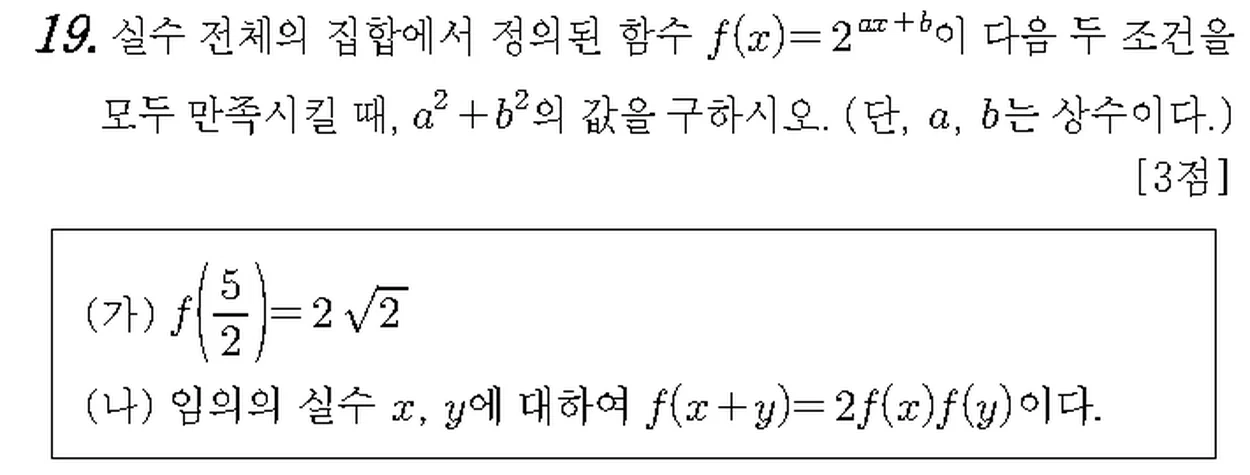 19. 실수 전체의 집합에서 정의된 함수 f(x)=2^{ax+b}이 다음 두 조건을
모두 만족시킬 때, a²+b²의 값을 구하시오. (단, a, b는 상수이다.)
[3점]
(가) f(5/2)=2√2
(나) 임의의 실수 x, y에 대하여 f(x+y)=2f(x)f(y)이다.